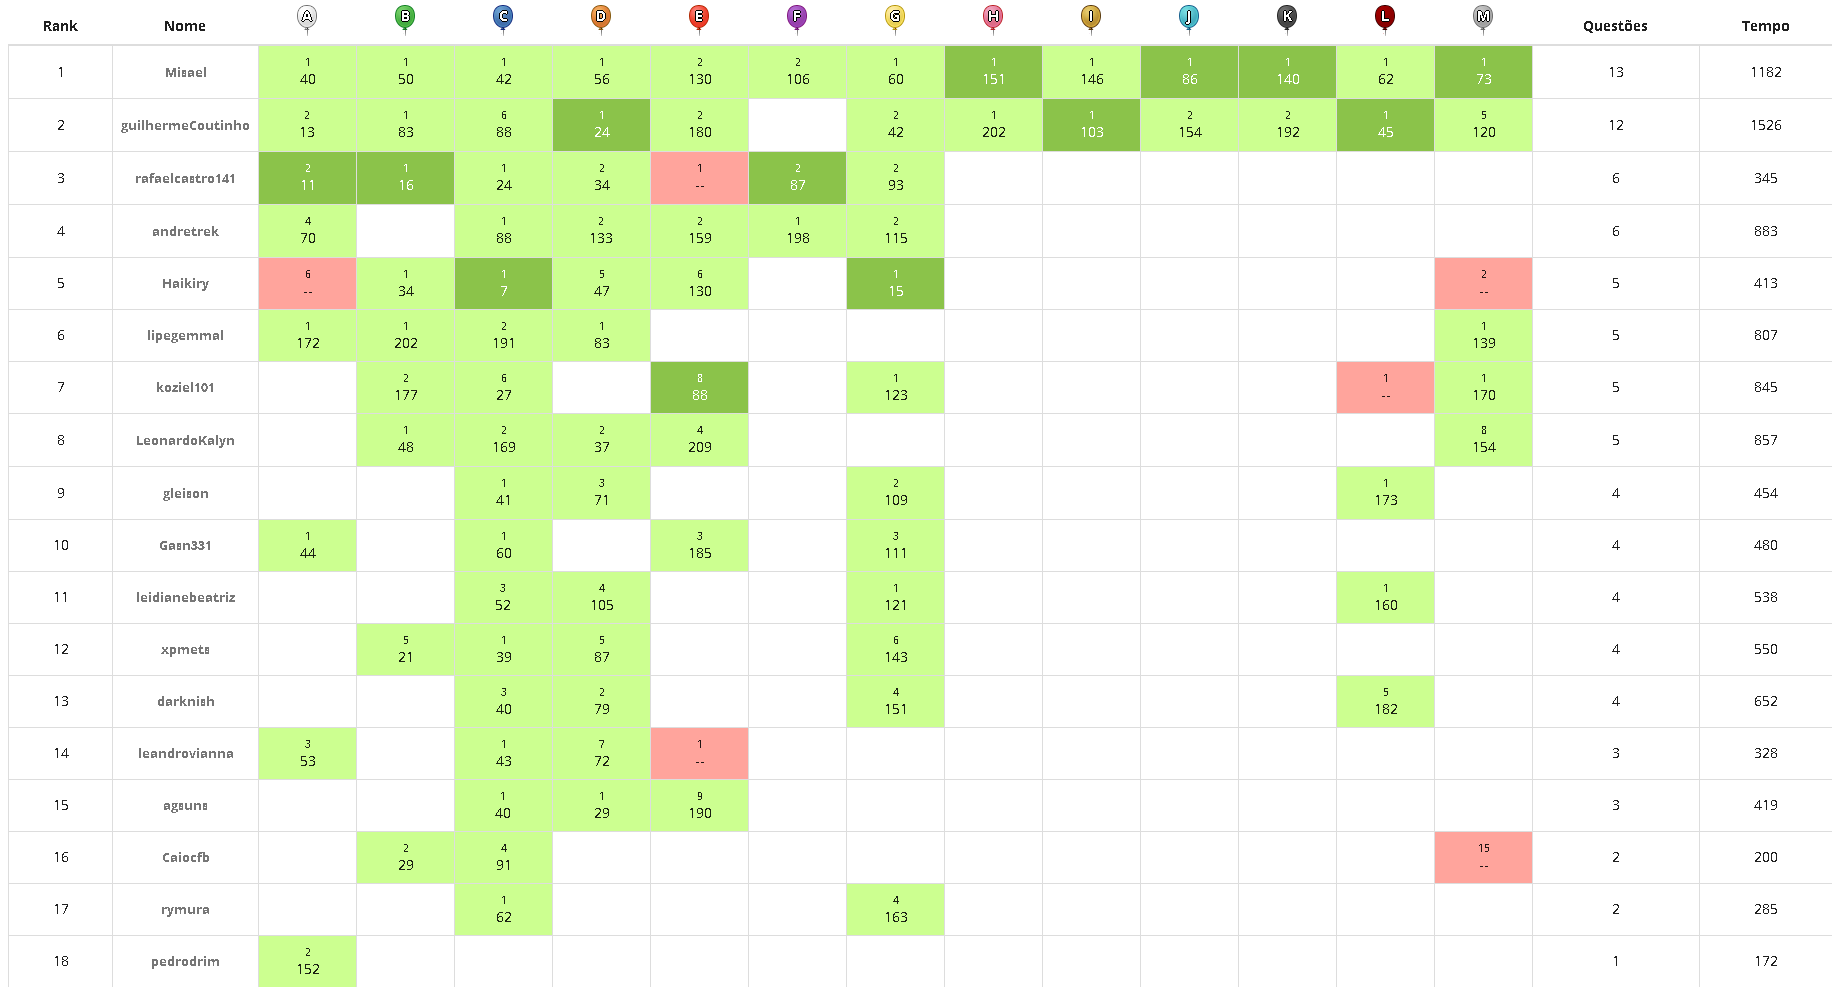 Rank Nome A B C D E F G H I J K L M Questões Tempo
1 1 1 1 2 2 1 1 1 1 1 1 1
1 Misael 40 50 42 56 130 106 60 151 146 86 140 62 73 13 1182
2 1 6 1 2 2 1 1 2 2 1 5
2 guilhermeCoutinho 13 83 88 24 180 42 202 103 154 192 45 120 12 1526
2 1 1 2 1 2 2
3 rafaelcastro141 11 16 24 34 -- 87 93 6 345
4 1 2 2 1 2
4 andretrek 70 88 133 159 198 115 6 883
6 1 1 5 6 1 2
5 Haikiry -- 34 7 47 130 15 -- 5 413
1 1 2 1 1
6 lipegemmal 172 202 191 83 139 5 807
2 6 8 1 1 1
7 koziel101 177 27 88 123 -- 170 5 845
1 2 2 4 8
8 LeonardoKalyn 48 169 37 209 154 5 857
1 3 2 1
9 gleison 41 71 109 173 4 454
1 1 3 3
10 Gasn331 44 60 185 111 4 480
3 4 1 1
11 leidianebeatriz 52 105 121 160 4 538
5 1 5 6
12 xpmets 21 39 87 143 4 550
3 2 4 5
13 darknish 40 79 151 182 4 652
3 1 7 1
14 leandrovianna 53 43 72 -- 3 328
1 1 9
15 agsuns 40 29 190 3 419
2 4 15
16 Caiocfb 29 91 -- 2 200
1 4
17 rymura 62 163 2 285
2
18 pedrodrim 152 1 172